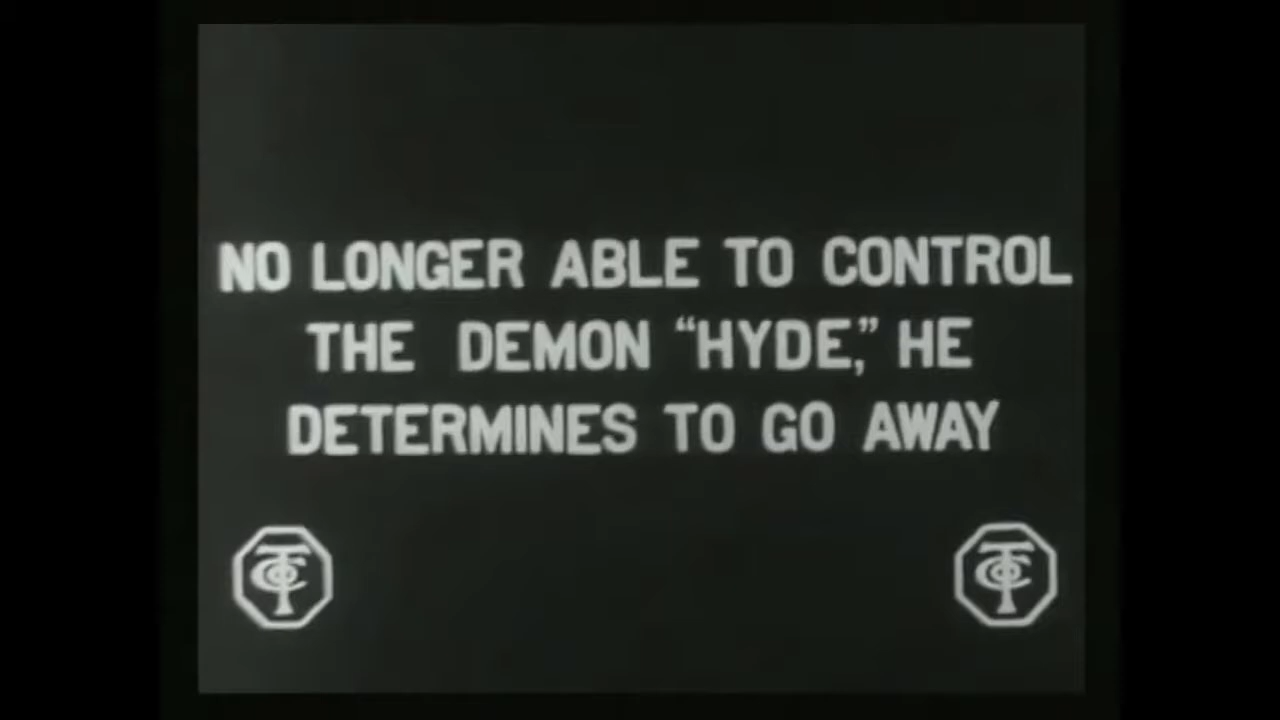 NO LONGER ABLE TO CONTROL
THE DEMON “HYDE,” HE
DETERMINES TO GO AWAY